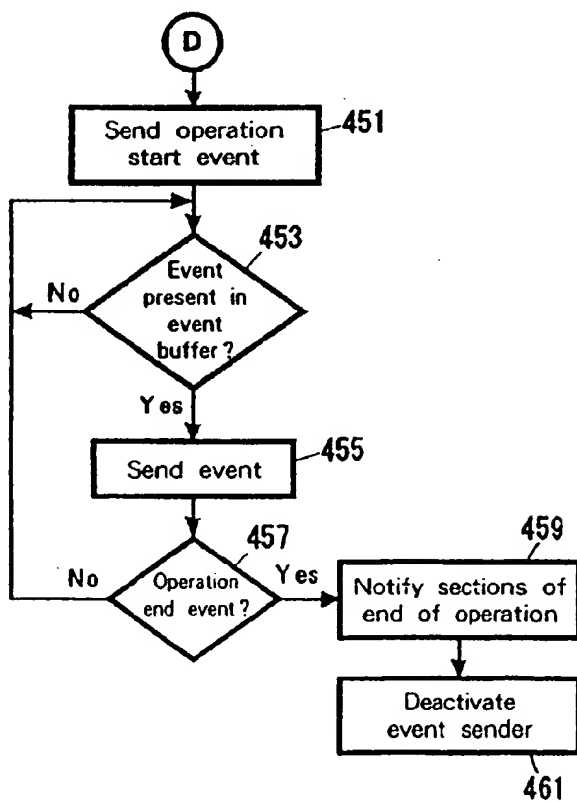 D
Send operation
start event
451
453
Event
present in
event
buffer?
No
Yes
Send event
455
457
Operation
end event?
No
Yes
459
Notify sections of
end of operation
Deactivate
event sender
461